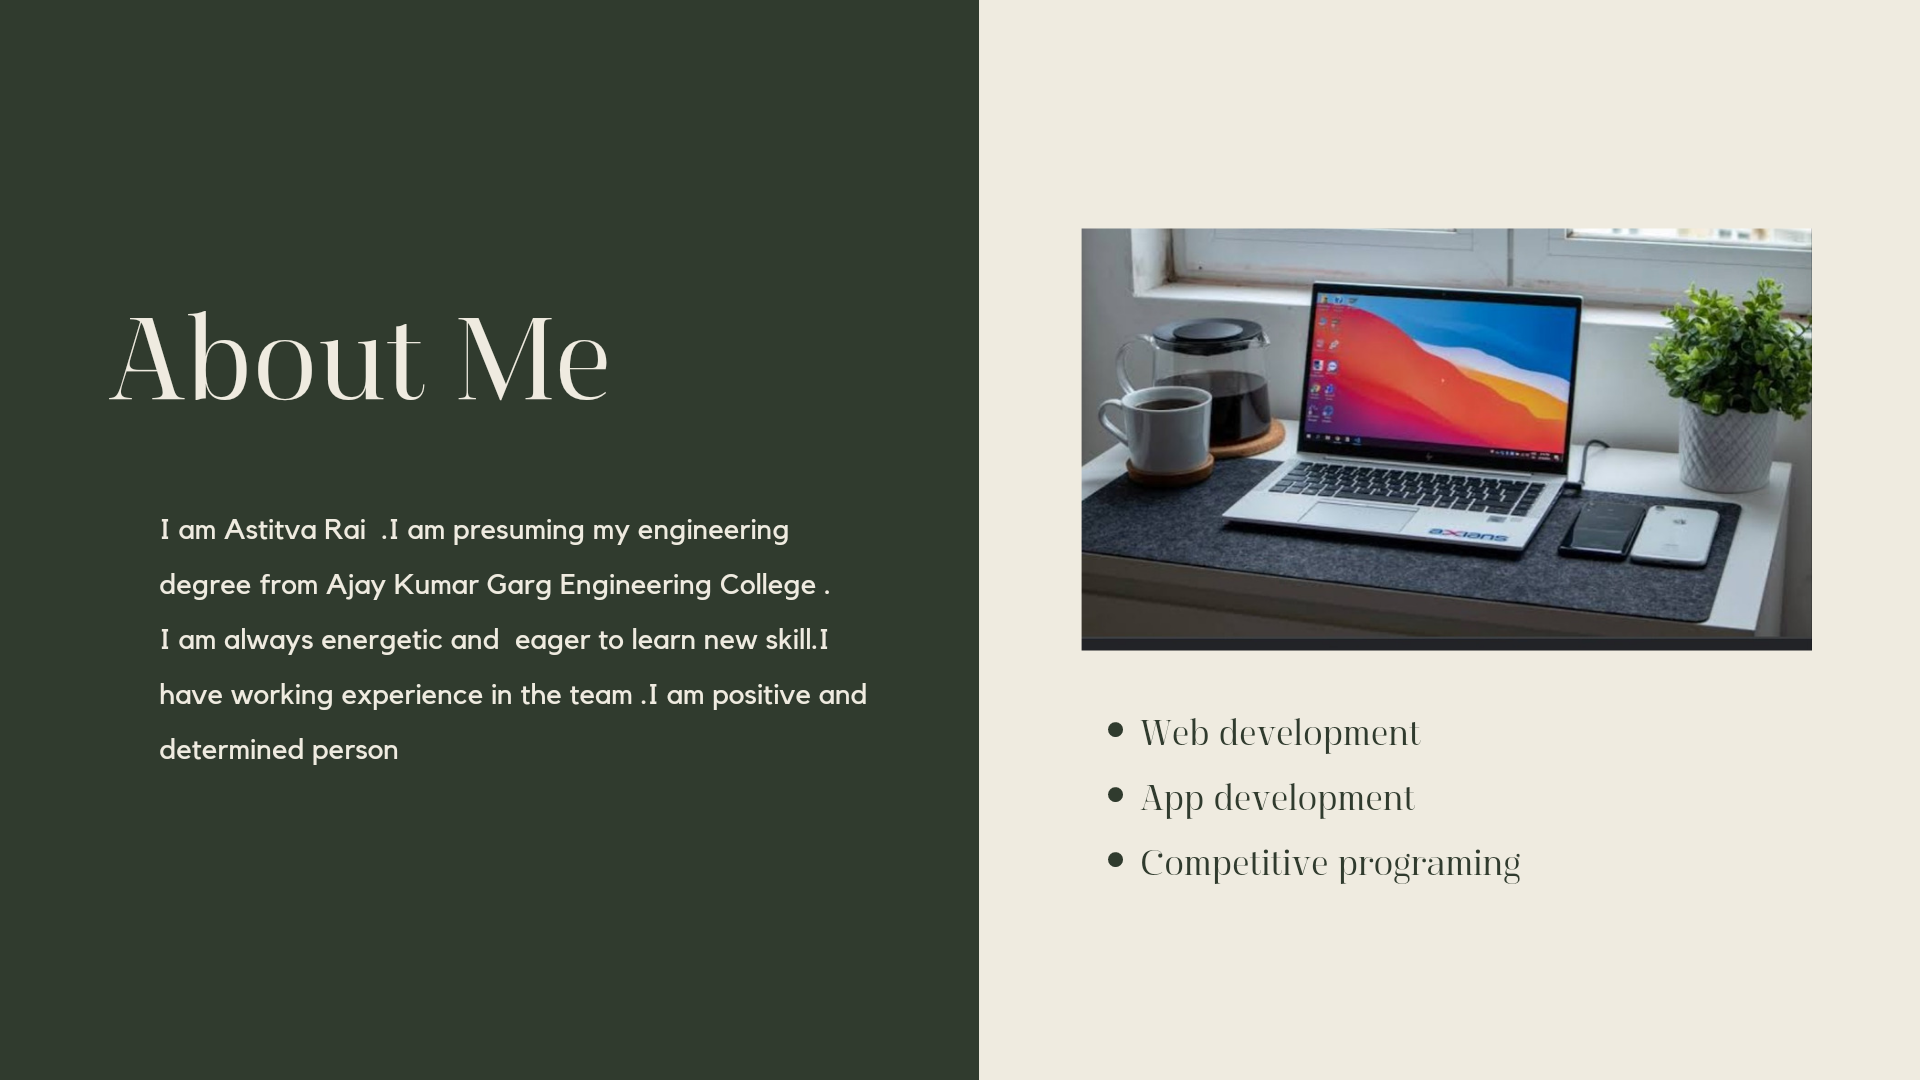 About Me
I am Astitva Rai  .I am presuming my engineering
degree from Ajay Kumar Garg Engineering College .
I am always energetic and  eager to learn new skill.I
have working experience in the team .I am positive and
determined person
axians
Web development
App development
Competitive programing